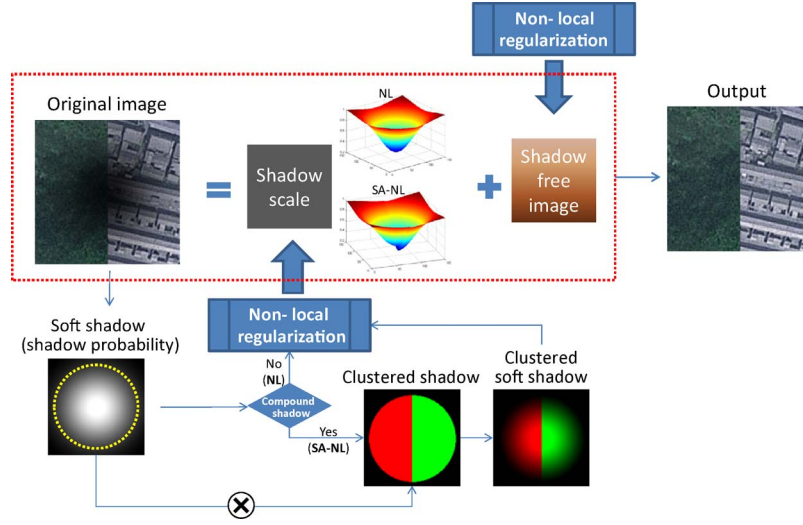 Non- local
regularization
Original image
NL
Output
=
Shadow
scale
SA-NL
+
Shadow
free
image
Non- local
regularization
Soft shadow
(shadow probability)
No
(NL)
Compound
shadow
Yes
(SA-NL)
Clustered shadow
Clustered
soft shadow